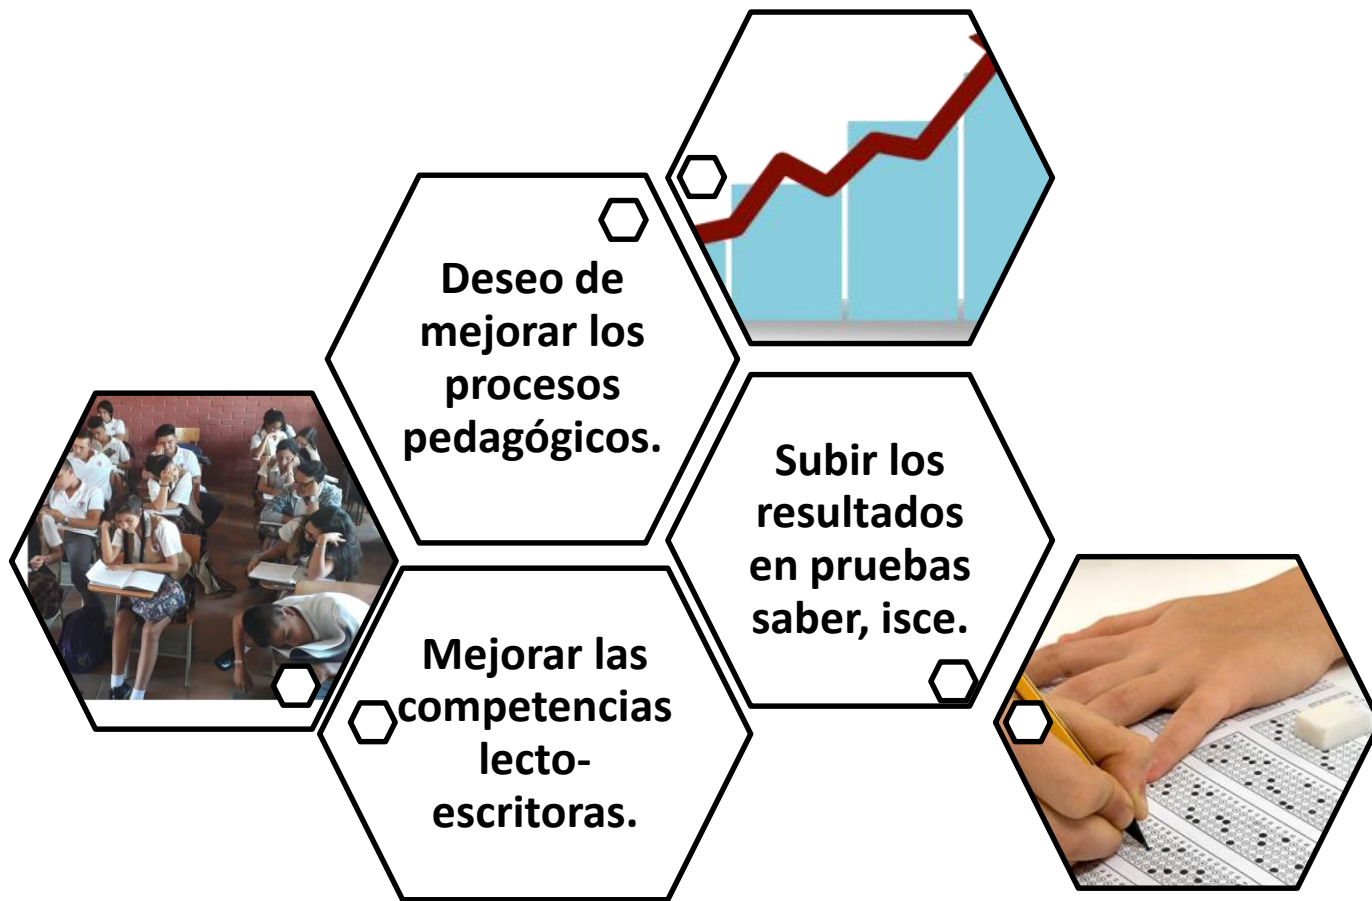 Deseo de
mejorar los
procesos
pedagógicos.
Subir los
resultados
en pruebas
saber, isce.
Mejorar las
competencias
lecto-
escritoras.